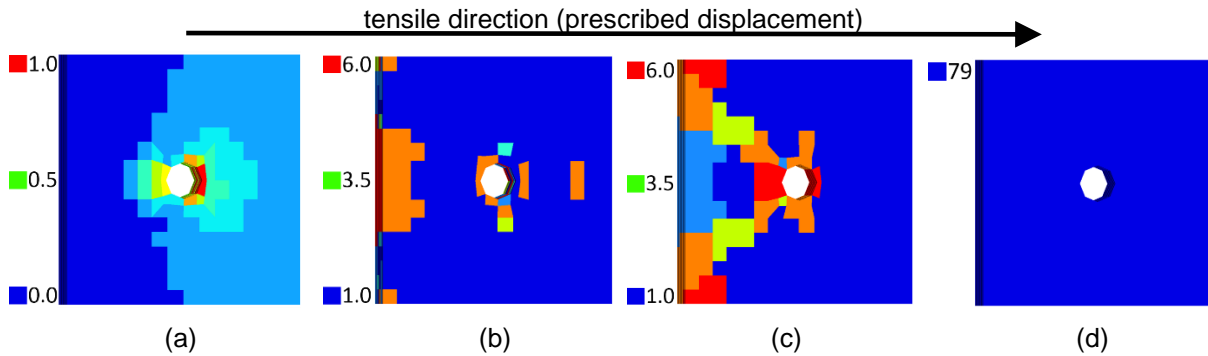 tensile direction (prescribed displacement)
1.0
0.5
0.0
(a)
6.0
3.5
1.0
(b)
6.0
3.5
1.0
(c)
79
(d)